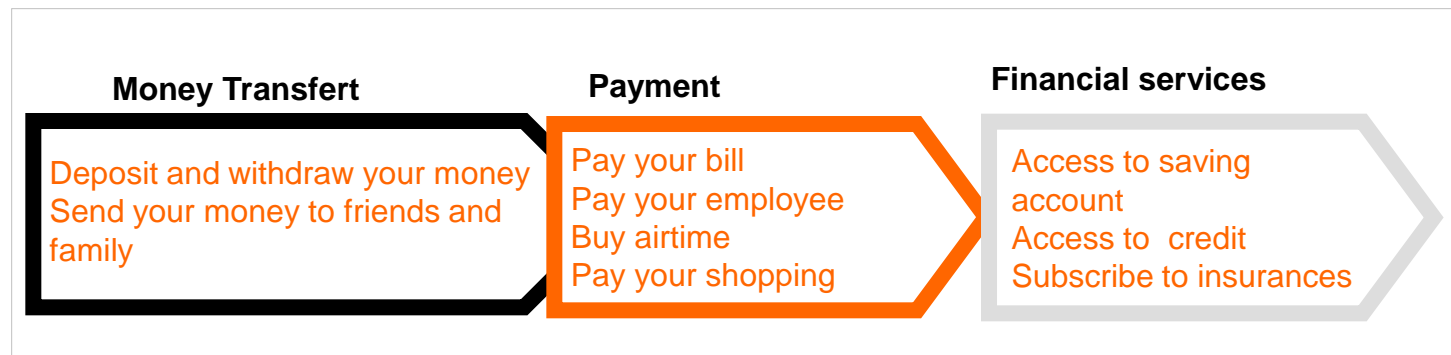 Money Transfert
Deposit and withdraw your money
Send your money to friends and
family
Payment
Pay your bill
Pay your employee
Buy airtime
Pay your shopping
Financial services
Access to saving
account
Access to  credit
Subscribe to insurances